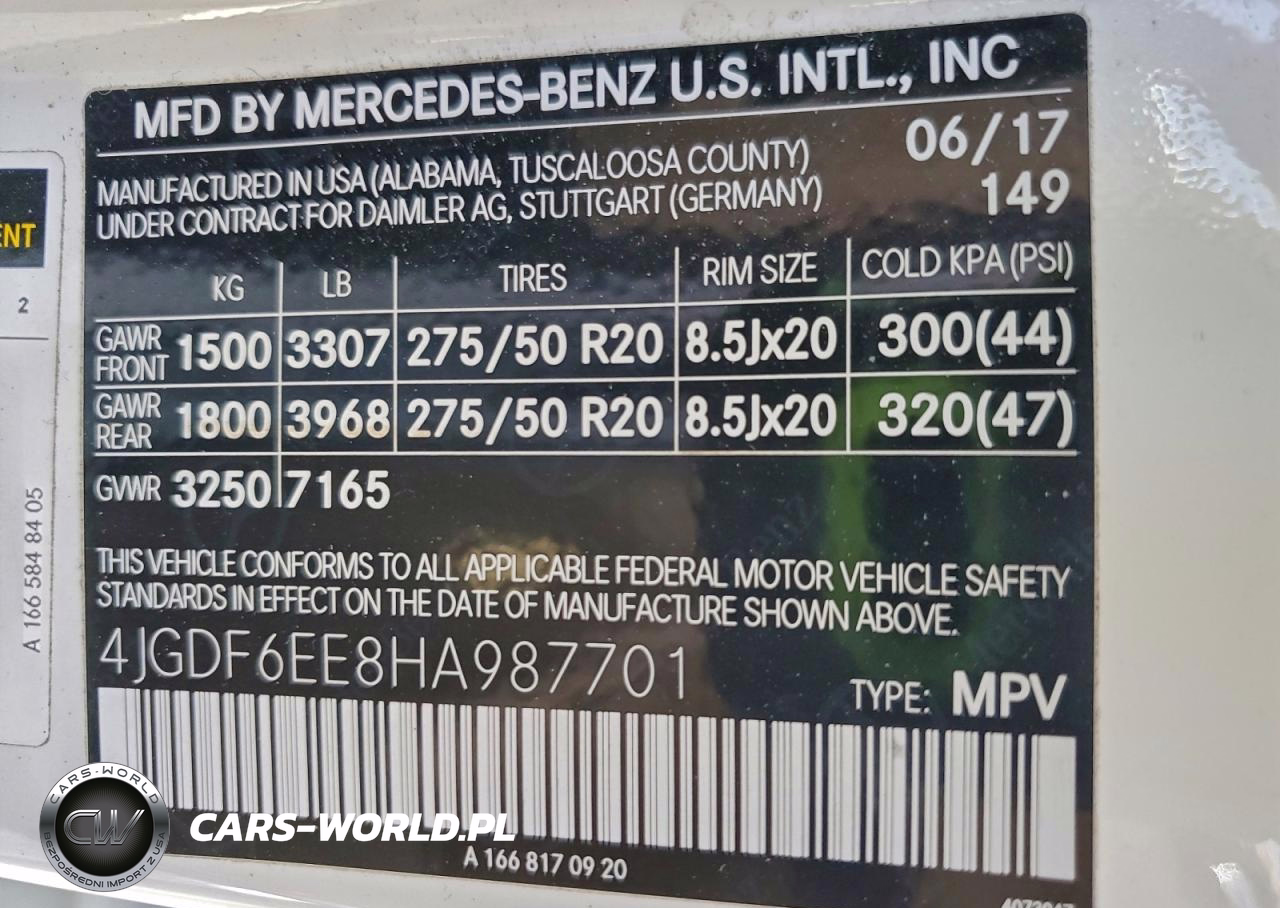 MFD BY MERCEDES-BENZ U.S. INTL., INC
06/17
MANUFACTURED IN USA (ALABAMA, TUSCALOOSA COUNTY)
UNDER CONTRACT FOR DAIMLER AG, STUTTGART (GERMANY)
149
KG LB TIRES RIM SIZE COLD KPA (PSI)
GAWR FRONT 1500 3307 275/50 R20 8.5Jx20 300(44)
GAWR REAR 1800 3968 275/50 R20 8.5Jx20 320(47)
GVWR 3250 7165
THIS VEHICLE CONFORMS TO ALL APPLICABLE FEDERAL MOTOR VEHICLE SAFETY
STANDARDS IN EFFECT ON THE DATE OF MANUFACTURE SHOWN ABOVE.
4JGDF6EE8HA987701
TYPE: MPV
A 166 817 09 20
2
A 166 584 84 05
CARS-WORLD
CW
BEZPOŚREDNI IMPORT Z USA
CARS-WORLD.PL